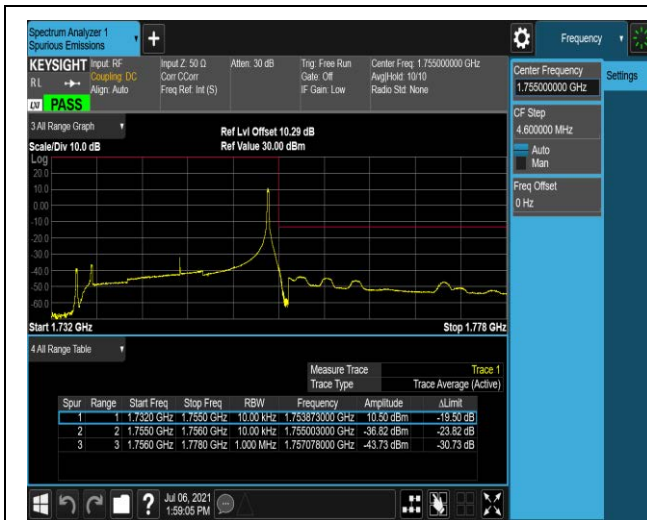 Spectrum Analyzer 1
Spurious Emissions
Frequency
KEYSIGHT
RL
Input: RF
Coupling: DC
Align: Auto
Input Z: 50 Ω
Corr CCorr
Freq Ref: Int (S)
Atten: 30 dB
Trig: Free Run
Gate: Off
IF Gain: Low
Center Freq: 1.755000000 GHz
Avg|Hold: 10/10
Radio Std: None
PASS
Center Frequency
1.755000000 GHz
Settings
CF Step
4.600000 MHz
Auto
Man
Freq Offset
0 Hz
3 All Range Graph
Scale/Div 10.0 dB
Ref Lvl Offset 10.29 dB
Ref Value 30.00 dBm
Log
20.0
10.0
0.00
-10.0
-20.0
-30.0
-40.0
-50.0
-60.0
Start 1.732 GHz
Stop 1.778 GHz
4 All Range Table
Measure Trace Trace 1
Trace Type Trace Average (Active)
Spur Range Start Freq Stop Freq RBW Frequency Amplitude ΔLimit
1 1 1.7320 GHz 1.7550 GHz 10.00 kHz 1.753873000 GHz 10.50 dBm -19.50 dB
2 2 1.7550 GHz 1.7560 GHz 10.00 kHz 1.755003000 GHz -36.82 dBm -23.82 dB
3 3 1.7560 GHz 1.7780 GHz 1.000 MHz 1.757078000 GHz -43.73 dBm -30.73 dB
Jul 06, 2021
1:59:05 PM